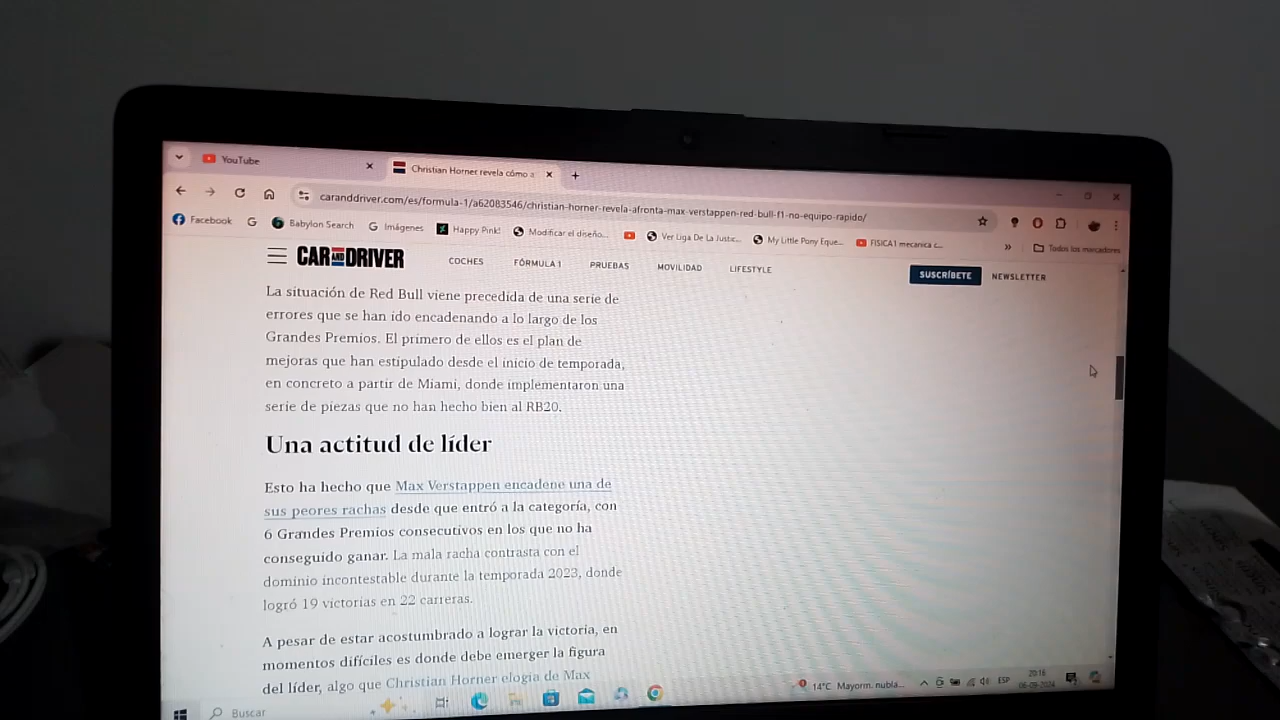 YouTube
Christian Horner revela cómo a
caranddriver.com/es/formula-1/a62083546/christian-horner-revela-afronta-max-verstappen-red-bull-f1-no-equipo-rapido/
Facebook G Babylon Search G Imágenes Happy Pink! Modificar el diseño... Ver Liga De La Justic... My Little Pony Eque... FISICA1 mecanica c... » Todos los marcadores
CAR AND DRIVER COCHES FÓRMULA 1 PRUEBAS MOVILIDAD LIFESTYLE SUSCRÍBETE NEWSLETTER
La situación de Red Bull viene precedida de una serie de
errores que se han ido encadenando a lo largo de los
Grandes Premios. El primero de ellos es el plan de
mejoras que han estipulado desde el inicio de temporada,
en concreto a partir de Miami, donde implementaron una
serie de piezas que no han hecho bien al RB20.
Una actitud de líder
Esto ha hecho que Max Verstappen encadene una de
sus peores rachas desde que entró a la categoría, con
6 Grandes Premios consecutivos en los que no ha
conseguido ganar. La mala racha contrasta con el
dominio incontestable durante la temporada 2023, donde
logró 19 victorias en 22 carreras.
A pesar de estar acostumbrado a lograr la victoria, en
momentos difíciles es donde debe emerger la figura
del líder, algo que Christian Horner elogia de Max
Buscar 14°C Mayorm. nubla... ESP 20:16
06-09-2024